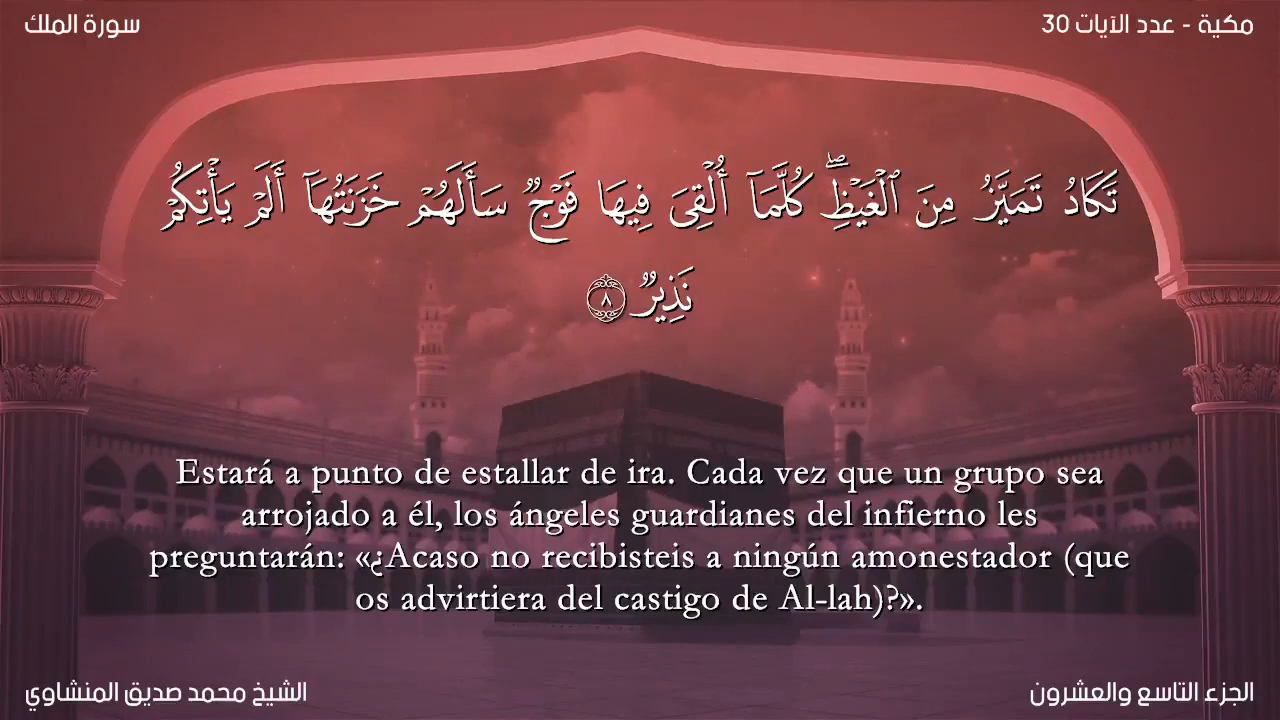 مكية - عدد الآيات 30
سورة الملك
تَكَادُ تَمَيَّزُ مِنَ ٱلْغَيْظِ ۖ كُلَّمَآ أُلْقِىَ فِيهَا فَوْجٌ سَأَلَهُمْ خَزَنَتُهَآ أَلَمْ يَأْتِكُمْ
نَذِيرٌ ٨
Estará a punto de estallar de ira. Cada vez que un grupo sea
arrojado a él, los ángeles guardianes del infierno les
preguntarán: «¿Acaso no recibisteis a ningún amonestador (que
os advirtiera del castigo de Al-lah)?».
الجزء التاسع والعشرون
الشيخ محمد صديق المنشاوي